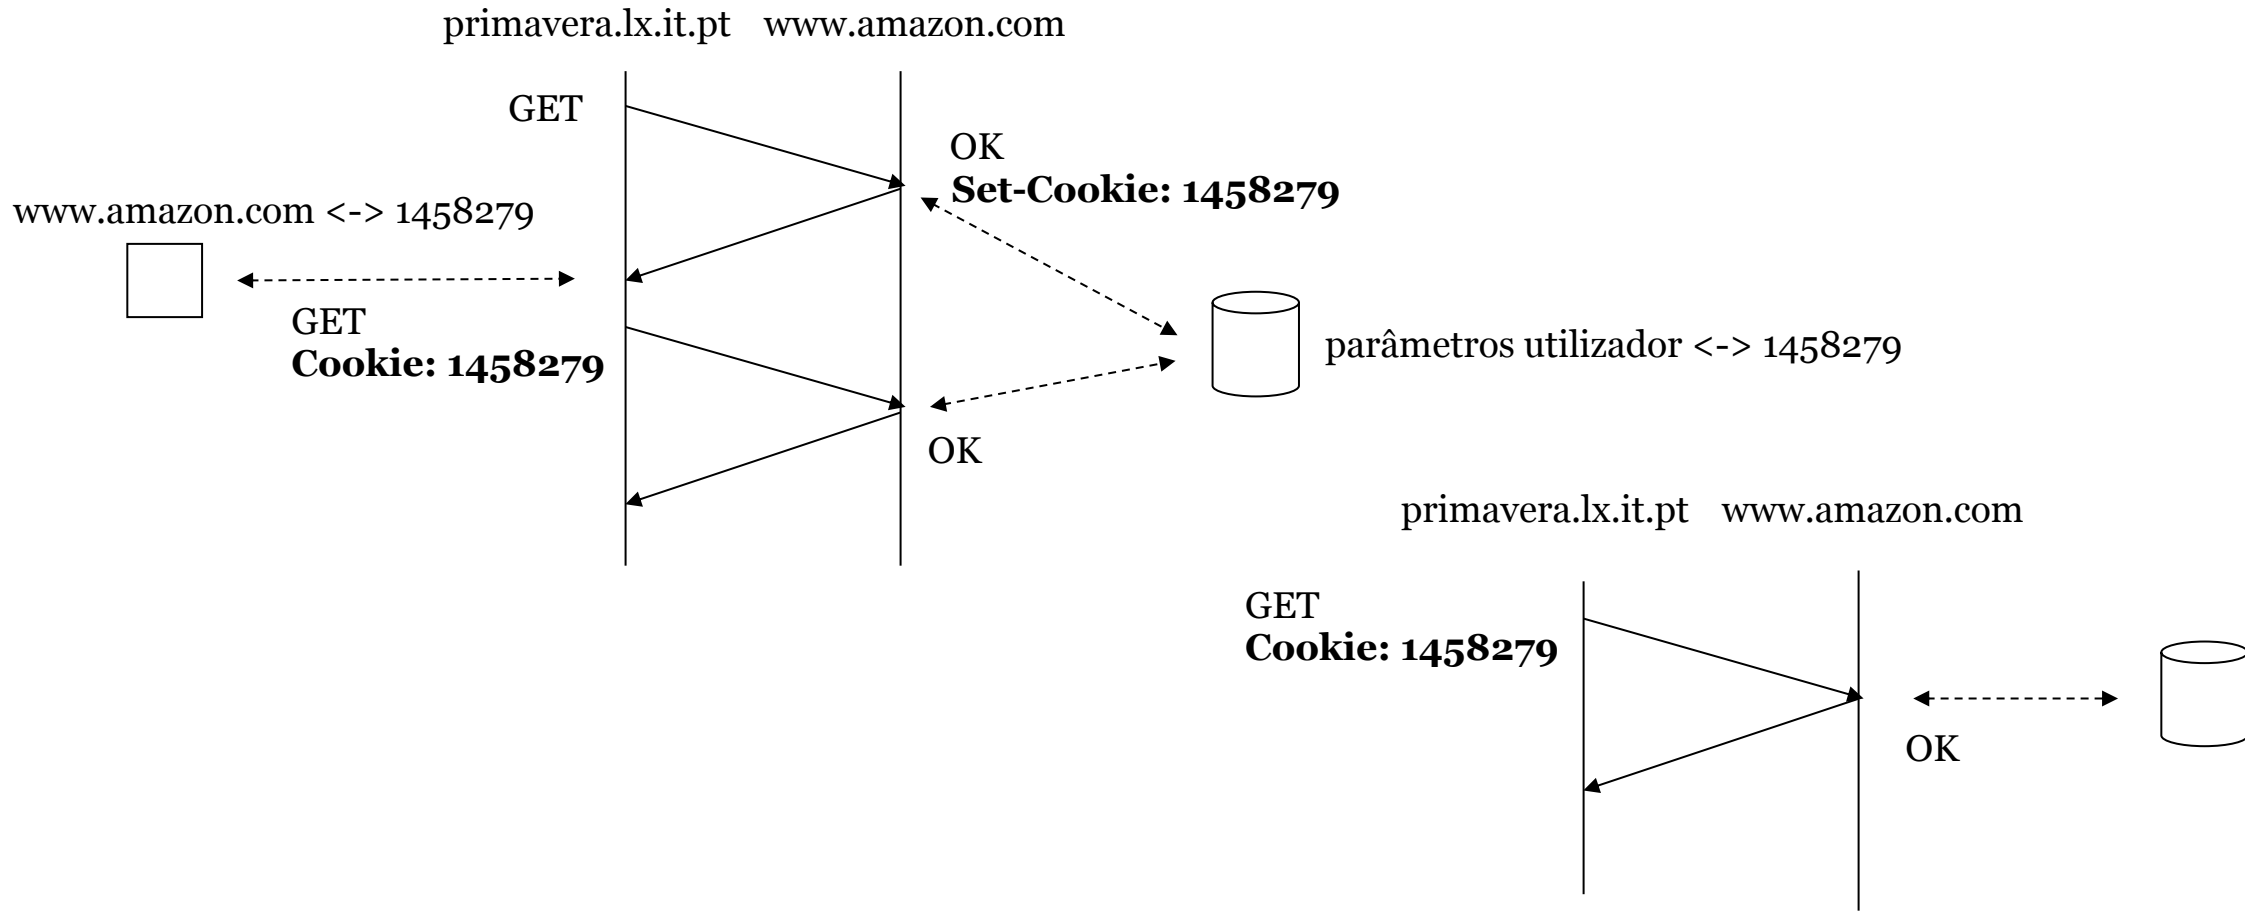 primavera.lx.it.pt www.amazon.com
GET
OK
Set-Cookie: 1458279
www.amazon.com <-> 1458279
GET
Cookie: 1458279
parâmetros utilizador <-> 1458279
OK
primavera.lx.it.pt www.amazon.com
GET
Cookie: 1458279
OK